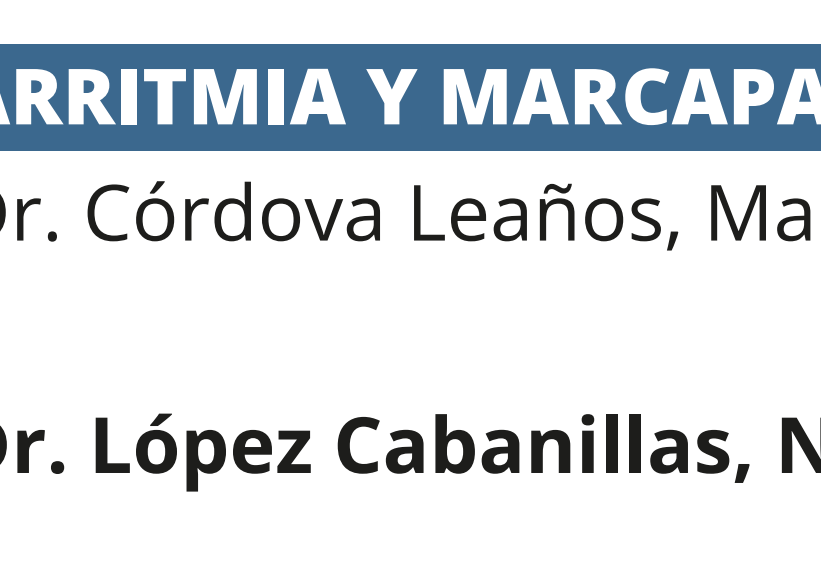 ARRITMIA Y MARCAPA
Dr. Córdova Leaños, Ma
Dr. López Cabanillas, N